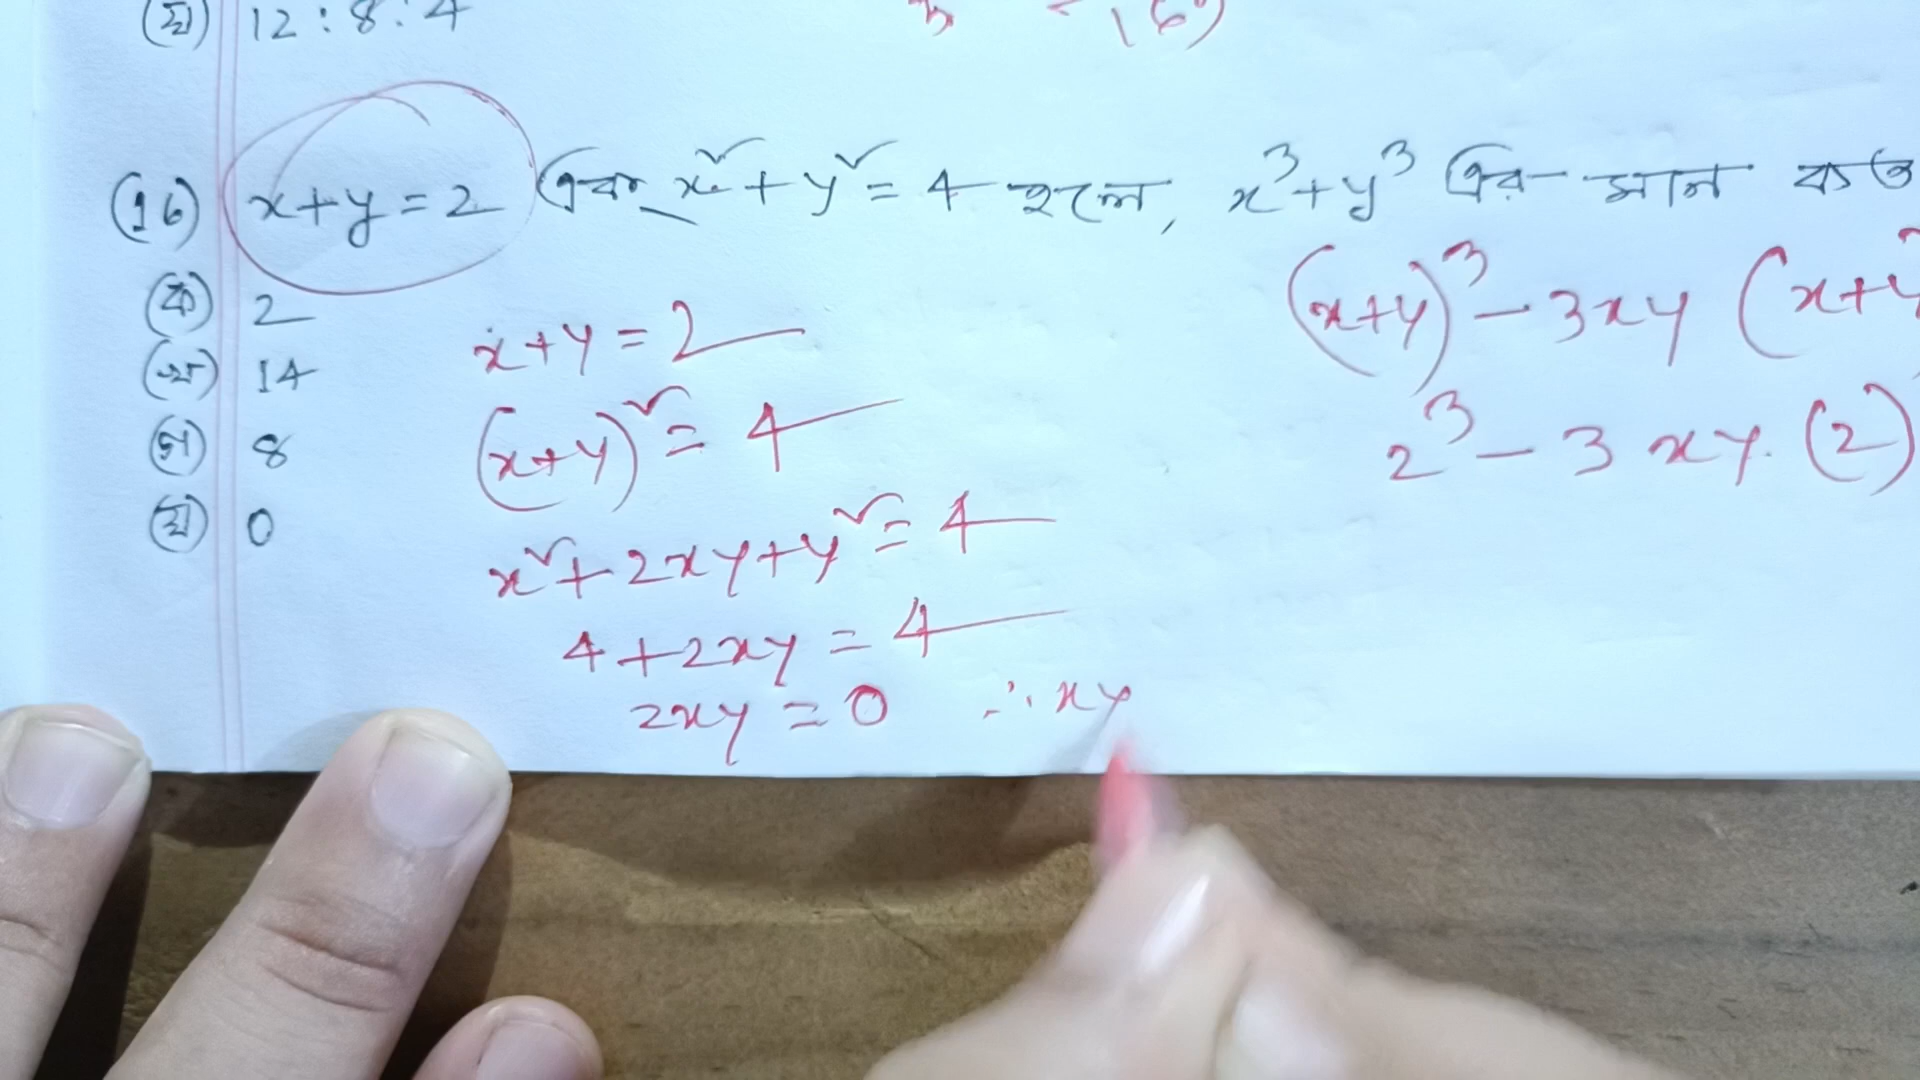 (ঘ) 12 : 8 : 4
(16) x+y=2 এবং x²+y²=4 হলে, x³+y³ এর মান কত
(ক) 2
(খ) 14
(গ) 8
(ঘ) 0
x+y=2
(x+y)²=4
x²+2xy+y²=4
4+2xy=4
2xy=0 ∴xy
(x+y)³-3xy(x+y
2³-3xy.(2)